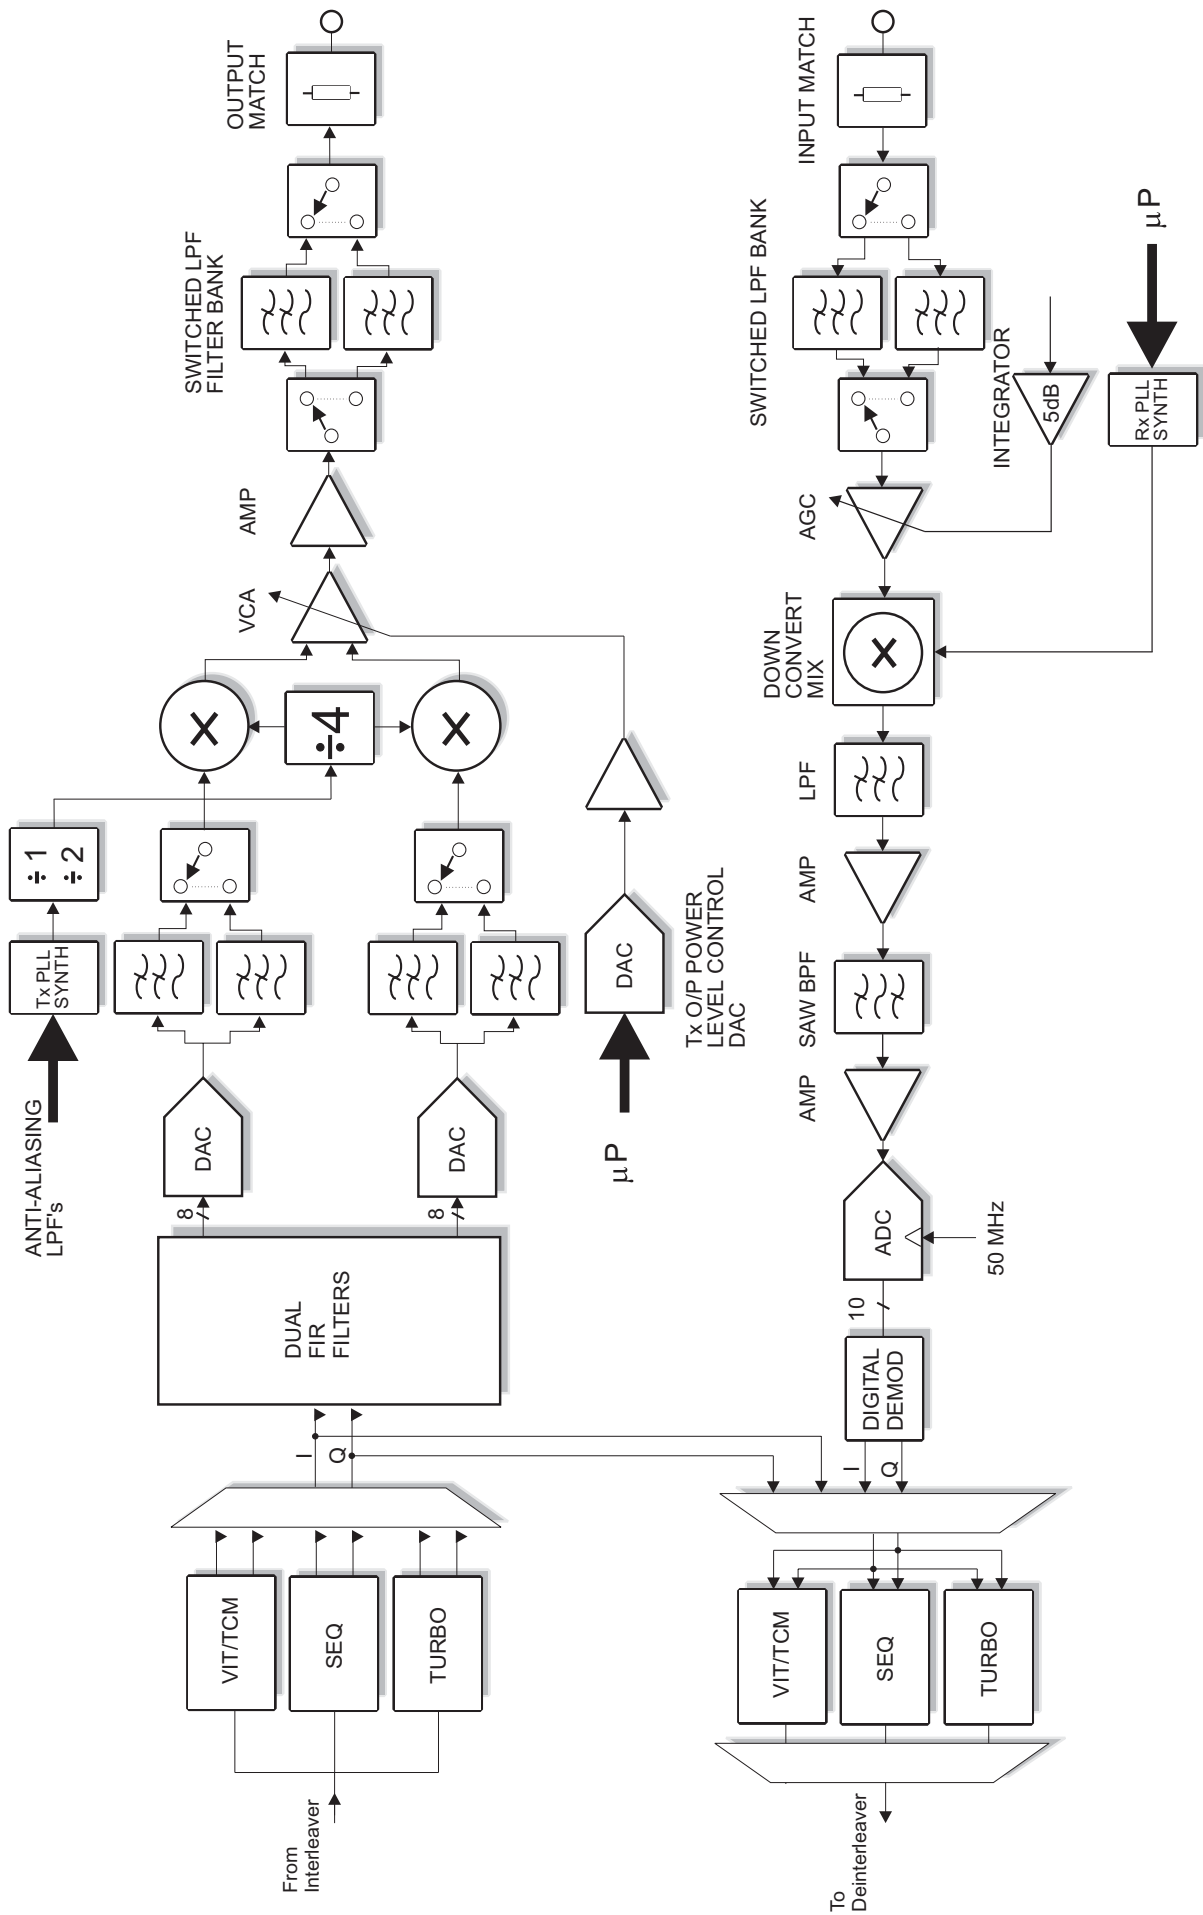 From
Interleaver
VIT/TCM
SEQ
TURBO
I
Q
DUAL
FIR
FILTERS
8
8
DAC
DAC
ANTI-ALIASING
LPF's
Tx PLL
SYNTH
÷1
÷2
÷4
VCA
AMP
SWITCHED LPF
FILTER BANK
OUTPUT
MATCH
µP
DAC
Tx O/P POWER
LEVEL CONTROL
DAC
INPUT MATCH
SWITCHED LPF BANK
AGC
INTEGRATOR
5dB
µP
Rx PLL
SYNTH
DOWN
CONVERT
MIX
LPF
AMP
SAW BPF
AMP
ADC
50 MHz
10
DIGITAL
DEMOD
I
Q
VIT/TCM
SEQ
TURBO
To
Deinterleaver